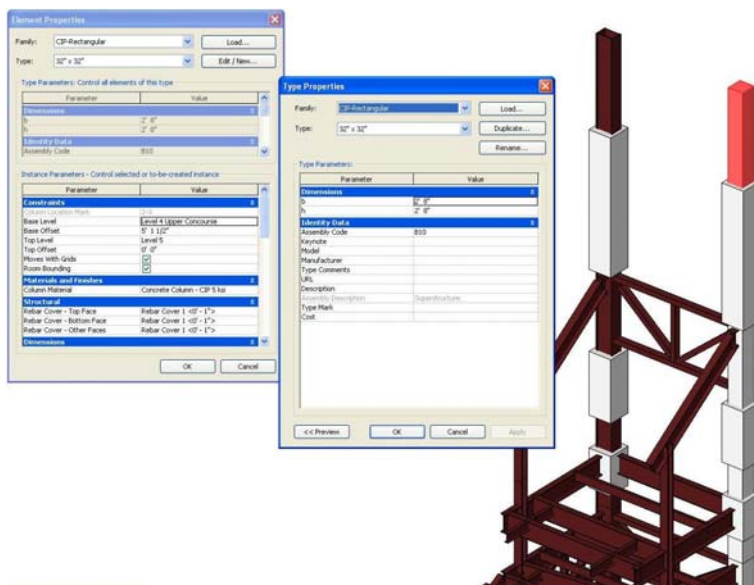 Element Properties
Family: CIP-Rectangular Load...
Type: 32" x 32" Edit / New...
Type Parameters: Control all elements of this type
Parameter Value
Dimensions
b 2' 8"
h 2' 8"
Identity Data
Assembly Code B10
Instance Parameters - Control selected or to-be-created instance
Parameter Value
Constraints
Column Location Mark
Base Level Level 4 Upper Concourse
Base Offset 5' 1 1/2"
Top Level Level 5
Top Offset 0' 0"
Moves With Grids
Room Bounding
Materials and Finishes
Column Material Concrete Column - CIP 5 ksi
Structural
Rebar Cover - Top Face Rebar Cover 1 <0' - 1">
Rebar Cover - Bottom Face Rebar Cover 1 <0' - 1">
Rebar Cover - Other Faces Rebar Cover 1 <0' - 1">
Dimensions
OK Cancel
Type Properties
Family: CIP-Rectangular Load...
Type: 32" x 32" Duplicate...
Rename...
Type Parameters:
Parameter Value
Dimensions
b 2' 8"
h 2' 8"
Identity Data
Assembly Code B10
Keynote
Model
Manufacturer
Type Comments
URL
Description
Assembly Description Superstructure
Type Mark
Cost
<< Preview OK Cancel Apply